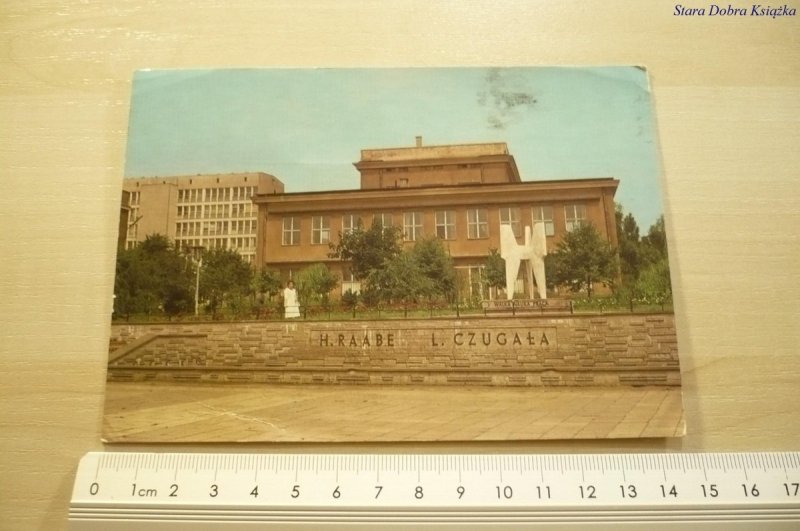 Stara Dobra Książka
H. RAABE L. CZUGAŁA
0 1cm 2 3 4 5 6 7 8 9 10 11 12 13 14 15 16 17